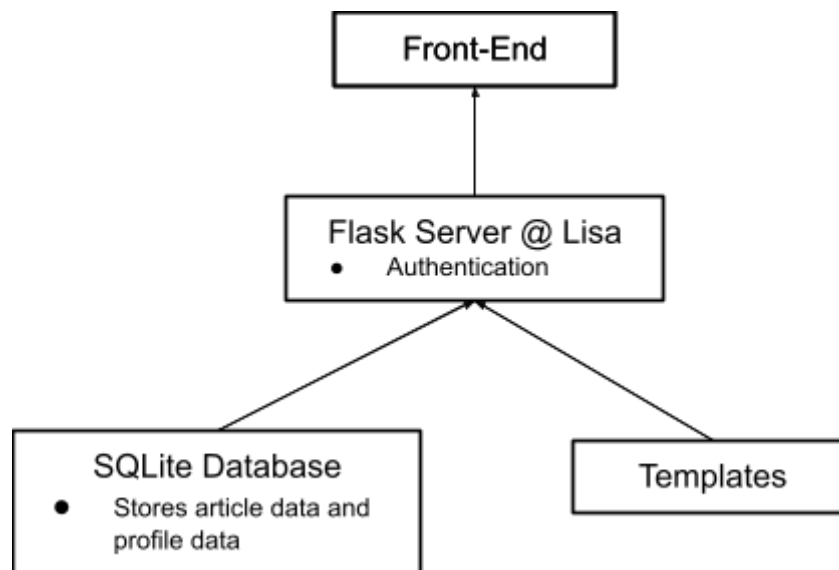 Front-End
Flask Server @ Lisa
● Authentication
SQLite Database
● Stores article data and
profile data
Templates